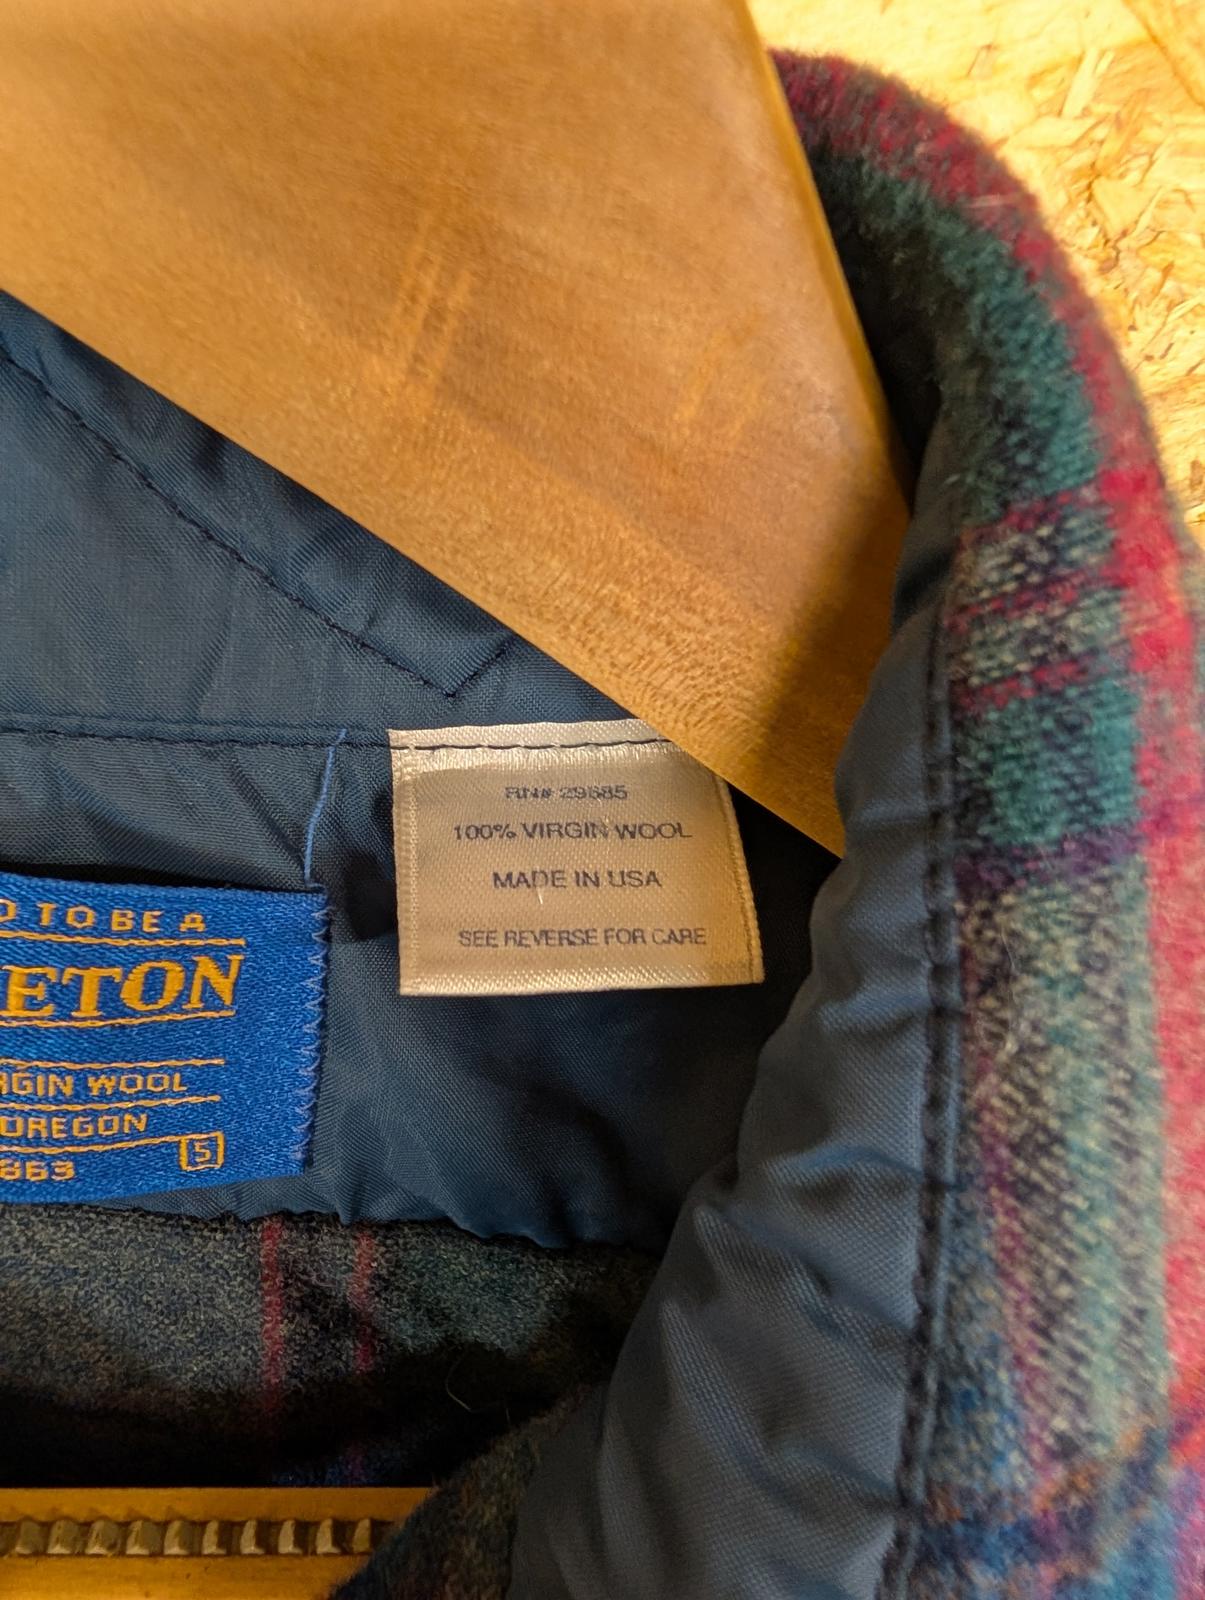 RN# 29685
100% VIRGIN WOOL
MADE IN USA
SEE REVERSE FOR CARE
D TO BE A
ETON
RGIN WOOL
OREGON
863
S